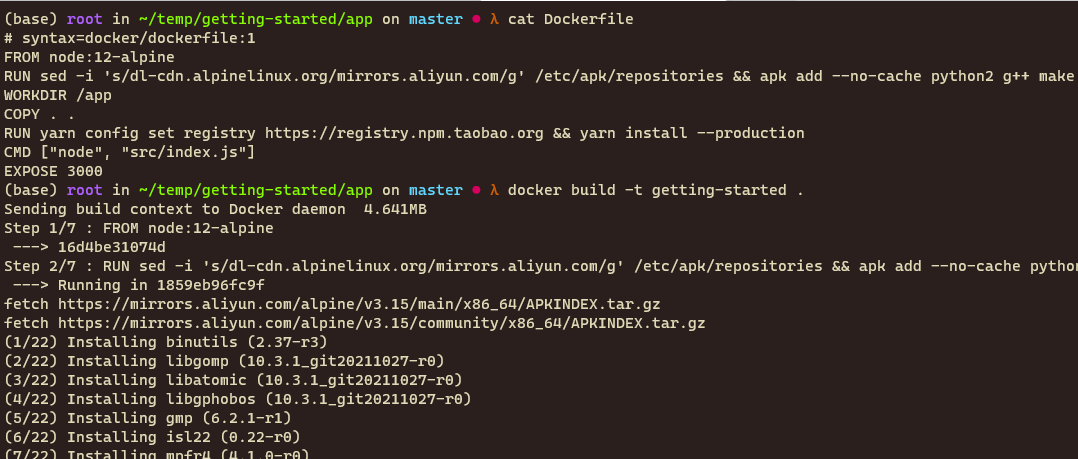 (base) root in ~/temp/getting-started/app on master ● λ cat Dockerfile
# syntax=docker/dockerfile:1
FROM node:12-alpine
RUN sed -i 's/dl-cdn.alpinelinux.org/mirrors.aliyun.com/g' /etc/apk/repositories && apk add --no-cache python2 g++ make
WORKDIR /app
COPY . .
RUN yarn config set registry https://registry.npm.taobao.org && yarn install --production
CMD ["node", "src/index.js"]
EXPOSE 3000
(base) root in ~/temp/getting-started/app on master ● λ docker build -t getting-started .
Sending build context to Docker daemon  4.641MB
Step 1/7 : FROM node:12-alpine
 ---> 16d4be31074d
Step 2/7 : RUN sed -i 's/dl-cdn.alpinelinux.org/mirrors.aliyun.com/g' /etc/apk/repositories && apk add --no-cache python
 ---> Running in 1859eb96fc9f
fetch https://mirrors.aliyun.com/alpine/v3.15/main/x86_64/APKINDEX.tar.gz
fetch https://mirrors.aliyun.com/alpine/v3.15/community/x86_64/APKINDEX.tar.gz
(1/22) Installing binutils (2.37-r3)
(2/22) Installing libgomp (10.3.1_git20211027-r0)
(3/22) Installing libatomic (10.3.1_git20211027-r0)
(4/22) Installing libgphobos (10.3.1_git20211027-r0)
(5/22) Installing gmp (6.2.1-r1)
(6/22) Installing isl22 (0.22-r0)
(7/22) Installing mpfr4 (4.1.0-r0)